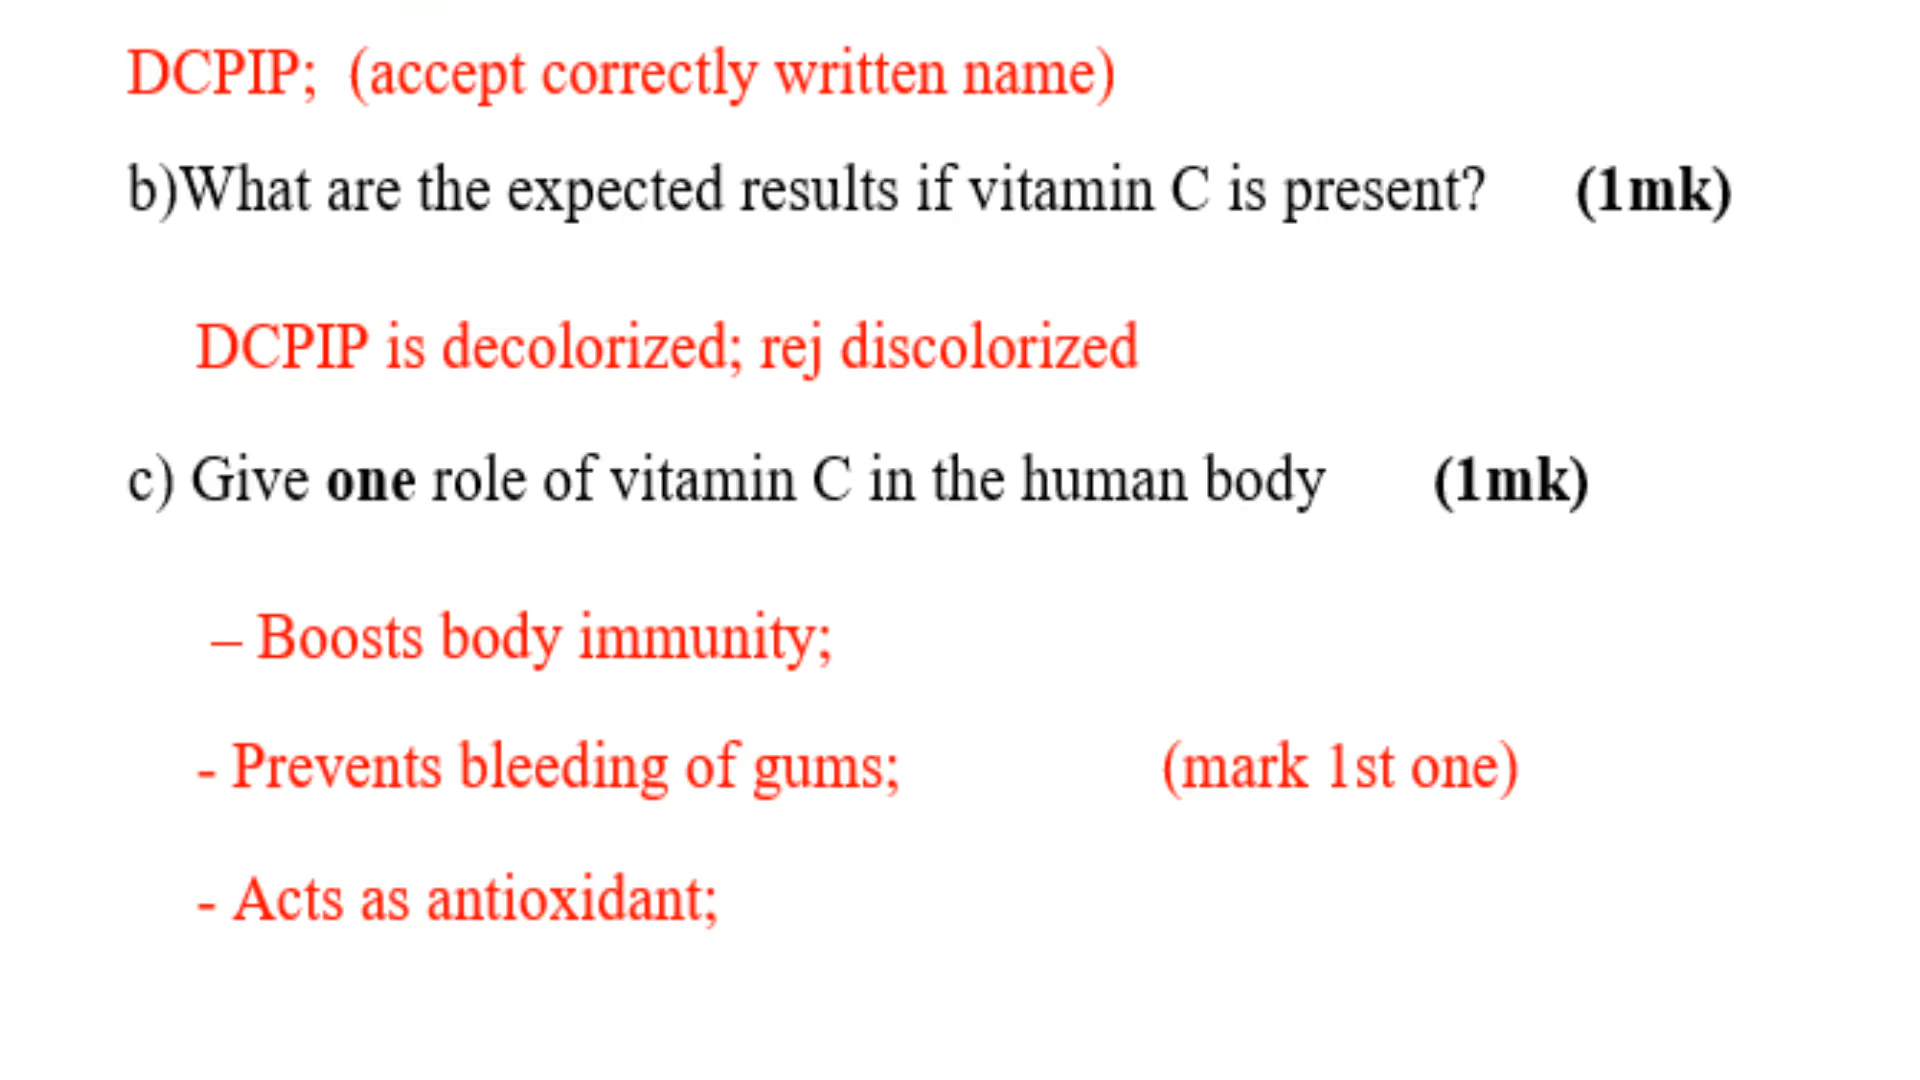 DCPIP; (accept correctly written name)
b)What are the expected results if vitamin C is present? (1mk)
DCPIP is decolorized; rej discolorized
c) Give one role of vitamin C in the human body (1mk)
– Boosts body immunity;
- Prevents bleeding of gums; (mark 1st one)
- Acts as antioxidant;